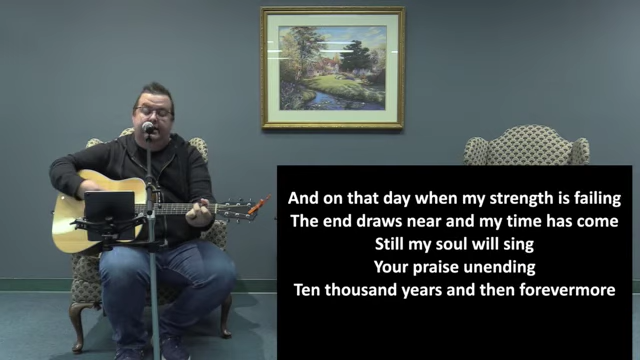 And on that day when my strength is failing
The end draws near and my time has come
Still my soul will sing
Your praise unending
Ten thousand years and then forevermore